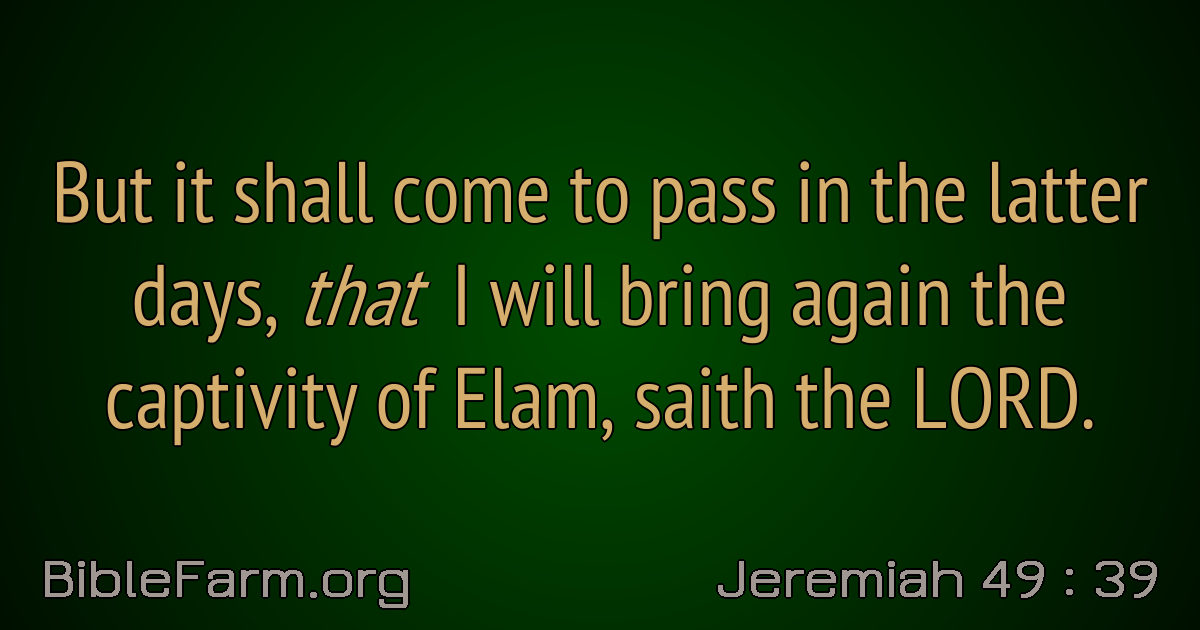 But it shall come to pass in the latter
days, that I will bring again the
captivity of Elam, saith the LORD.
BibleFarm.org
Jeremiah 49 : 39